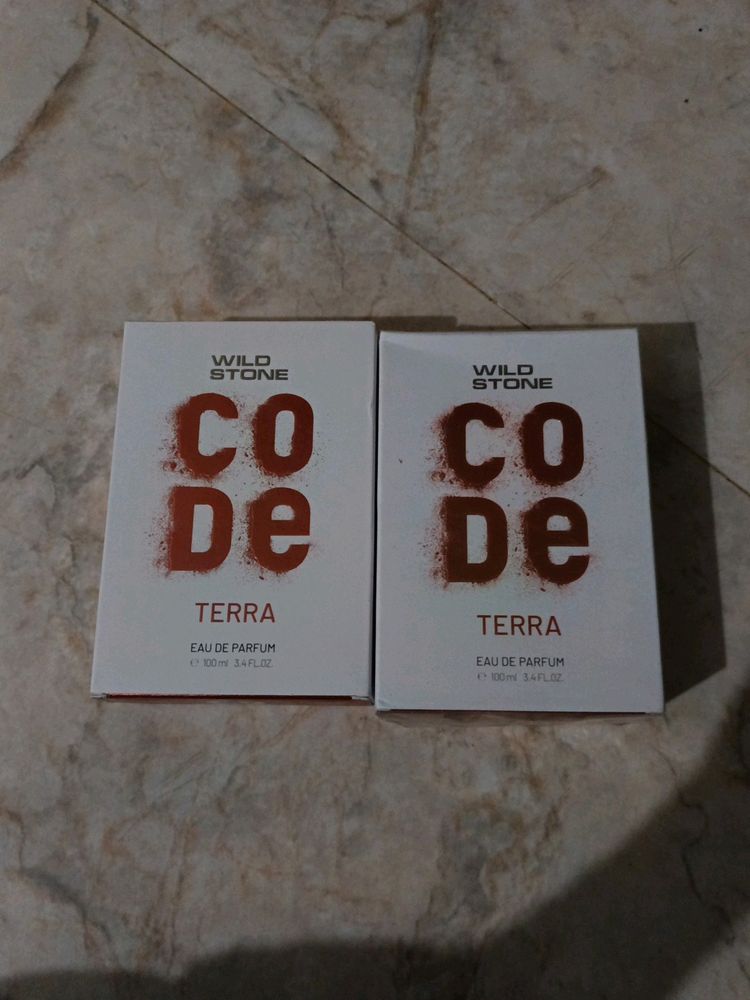 WILD
STONE
CO
De
TERRA
EAU DE PARFUM
℮ 100 ml 3.4 FL.OZ.
WILD
STONE
CO
De
TERRA
EAU DE PARFUM
℮ 100 ml 3.4 FL.OZ.